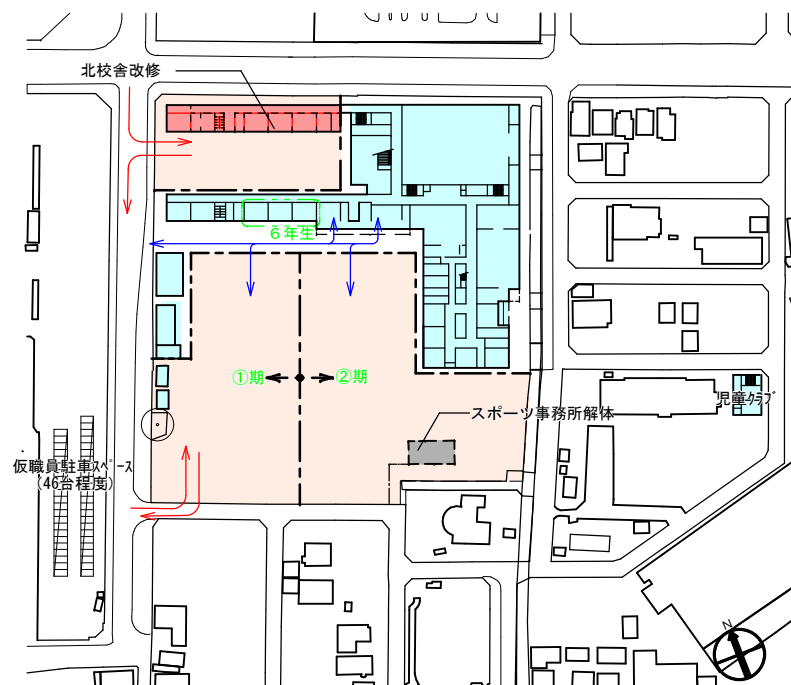 北校舎改修
6年生
①期
②期
児童クラブ
スポーツ事務所解体
仮職員駐車スペース
(46台程度)
N